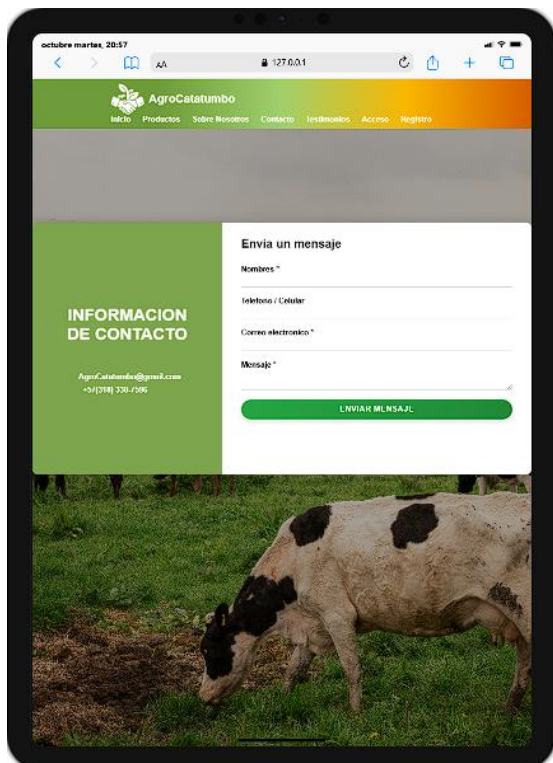 octubre martes, 20:57
AA 127.0.0.1
AgroCatatumbo
Inicio Productos Sobre Nosotros Contacto Testimonios Acceso Registro
Envia un mensaje
Nombres *
Telefono / Celular
INFORMACION
DE CONTACTO
Correo electronico *
Mensaje *
AgroCatatumbo@gmail.com
ENVIAR MENSAJE